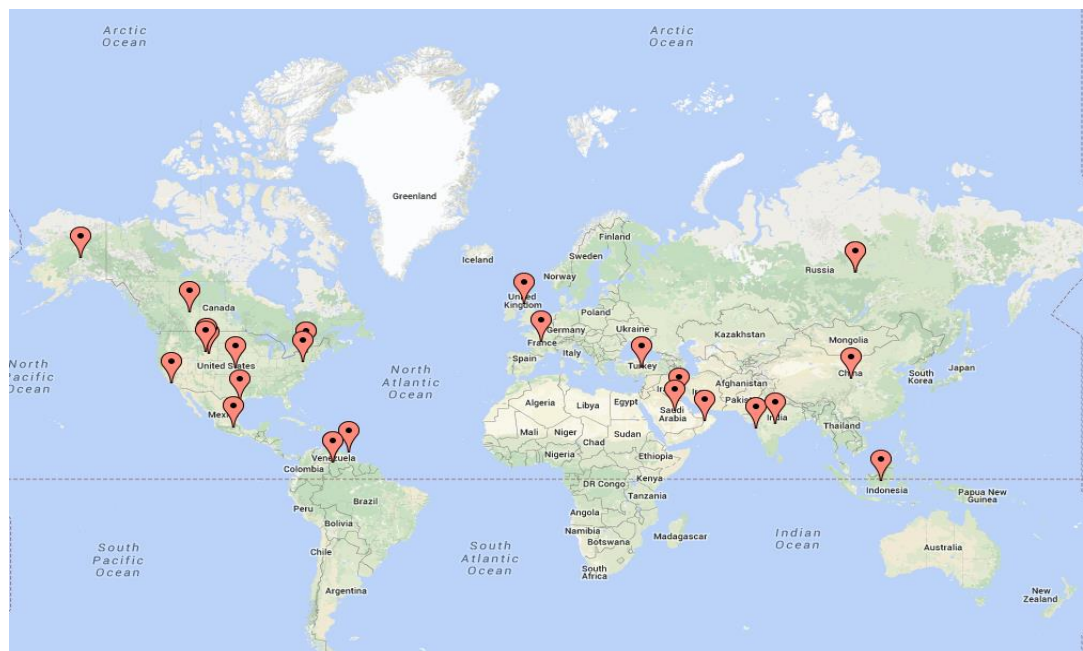 Arctic
Ocean
Arctic
Ocean
Greenland
Iceland
Finland
Sweden
Norway
Russia
United
Kingdom
Canada
Poland
Germany
Ukraine
Kazakhstan
Mongolia
France
Italy
Spain
Turkey
North
Pacific
Ocean
United States
North
Atlantic
Ocean
Afghanistan
China
South
Korea
Japan
Algeria
Libya
Egypt
Saudi
Arabia
India
Mali
Niger
Chad
Sudan
Thailand
Venezuela
Colombia
Nigeria
Ethiopia
Kenya
DR Congo
Tanzania
Indonesia
Papua New
Guinea
Peru
Brazil
Bolivia
Angola
Namibia
Botswana
Madagascar
Indian
Ocean
South
Pacific
Ocean
Chile
South
Atlantic
Ocean
South
Africa
Australia
Argentina
New
Zealand